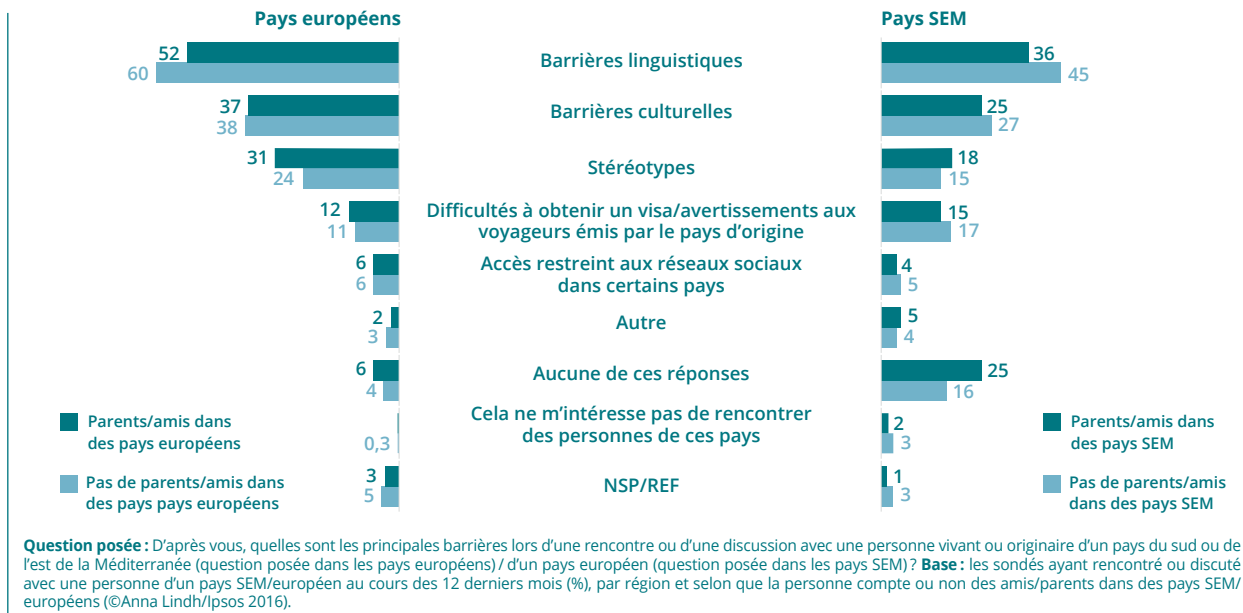 Pays européens
Pays SEM
52
60
Barrières linguistiques
36
45
37
38
Barrières culturelles
25
27
31
24
Stéréotypes
18
15
12
11
Difficultés à obtenir un visa/avertissements aux
voyageurs émis par le pays d'origine
15
17
6
6
Accès restreint aux réseaux sociaux
dans certains pays
4
5
2
3
Autre
5
4
6
4
Aucune de ces réponses
25
16
0,3
Cela ne m'intéresse pas de rencontrer
des personnes de ces pays
2
3
3
5
NSP/REF
1
3
Parents/amis dans
des pays européens
Pas de parents/amis dans
des pays pays européens
Parents/amis dans
des pays SEM
Pas de parents/amis
dans des pays SEM
Question posée : D'après vous, quelles sont les principales barrières lors d'une rencontre ou d'une discussion avec une personne vivant ou originaire d'un pays du sud ou de
l'est de la Méditerranée (question posée dans les pays européens) / d'un pays européen (question posée dans les pays SEM) ? Base : les sondés ayant rencontré ou discuté
avec une personne d'un pays SEM/européen au cours des 12 derniers mois (%), par région et selon que la personne compte ou non des amis/parents dans des pays SEM/
européens (©Anna Lindh/Ipsos 2016).